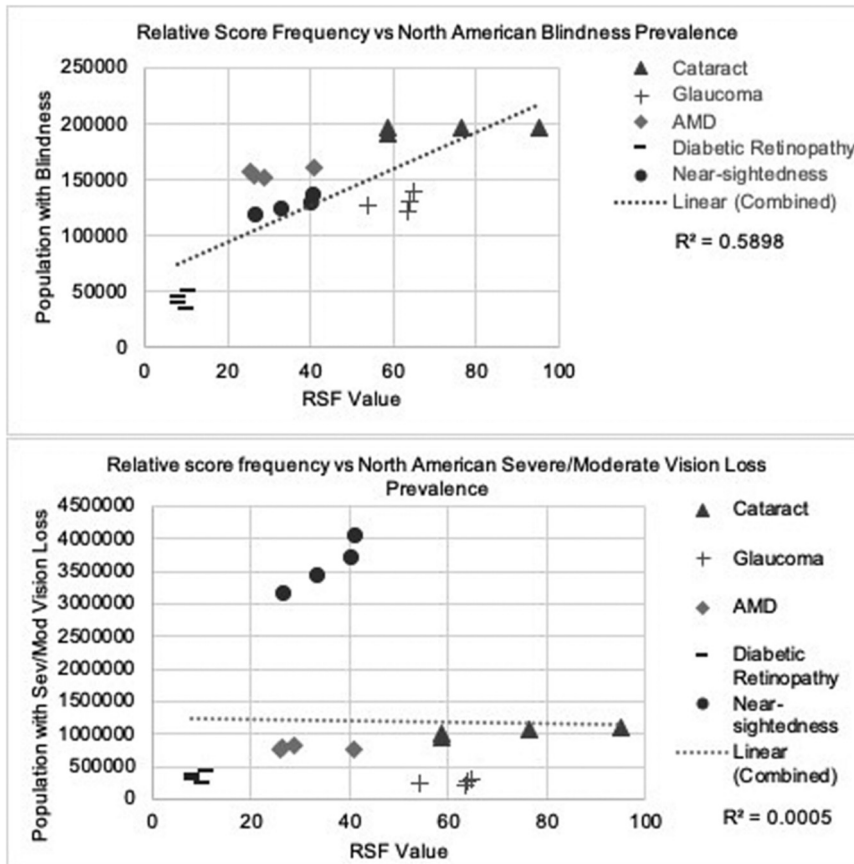 Relative Score Frequency vs North American Blindness Prevalence
Population with Blindness
250000
200000
150000
100000
50000
0
0 20 40 60 80 100
RSF Value
Cataract
Glaucoma
AMD
Diabetic Retinopathy
Near-sightedness
Linear (Combined)
R² = 0.5898
Relative score frequency vs North American Severe/Moderate Vision Loss
Prevalence
Population with Sev/Mod Vision Loss
4500000
4000000
3500000
3000000
2500000
2000000
1500000
1000000
500000
0
0 20 40 60 80 100
RSF Value
Cataract
Glaucoma
AMD
Diabetic
Retinopathy
Near-
sightedness
Linear
(Combined)
R² = 0.0005